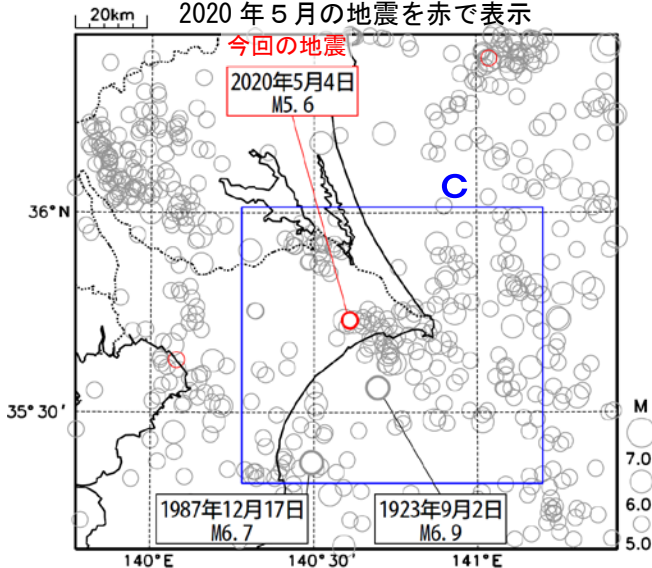 2020年5月の地震を赤で表示
20km
今回の地震
2020年5月4日
M5.6
C
36°N
35°30'
M
7.0
6.0
5.0
1987年12月17日
M6.7
1923年9月2日
M6.9
140°E
140°30'E
141°E